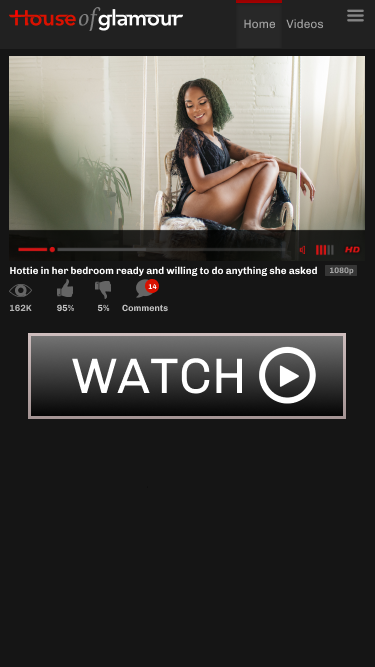 House of glamour
Home Videos
HD
Hottie in her bedroom ready and willing to do anything she asked 1080p
162K 95% 5% 14 Comments
WATCH